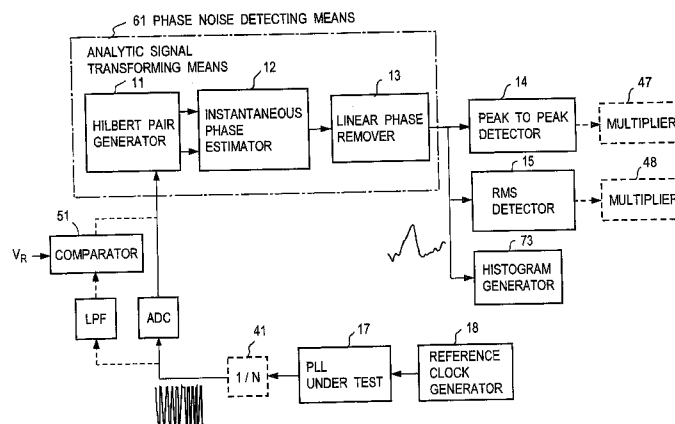 61 PHASE NOISE DETECTING MEANS
ANALYTIC SIGNAL
TRANSFORMING MEANS
11
HILBERT PAIR
GENERATOR
12
INSTANTANEOUS
PHASE
ESTIMATOR
13
LINEAR PHASE
REMOVER
14
PEAK TO PEAK
DETECTOR
47
MULTIPLIER
15
RMS
DETECTOR
48
MULTIPLIER
73
HISTOGRAM
GENERATOR
51
VR
COMPARATOR
LPF
ADC
41
1 / N
17
PLL
UNDER TEST
18
REFERENCE
CLOCK
GENERATOR